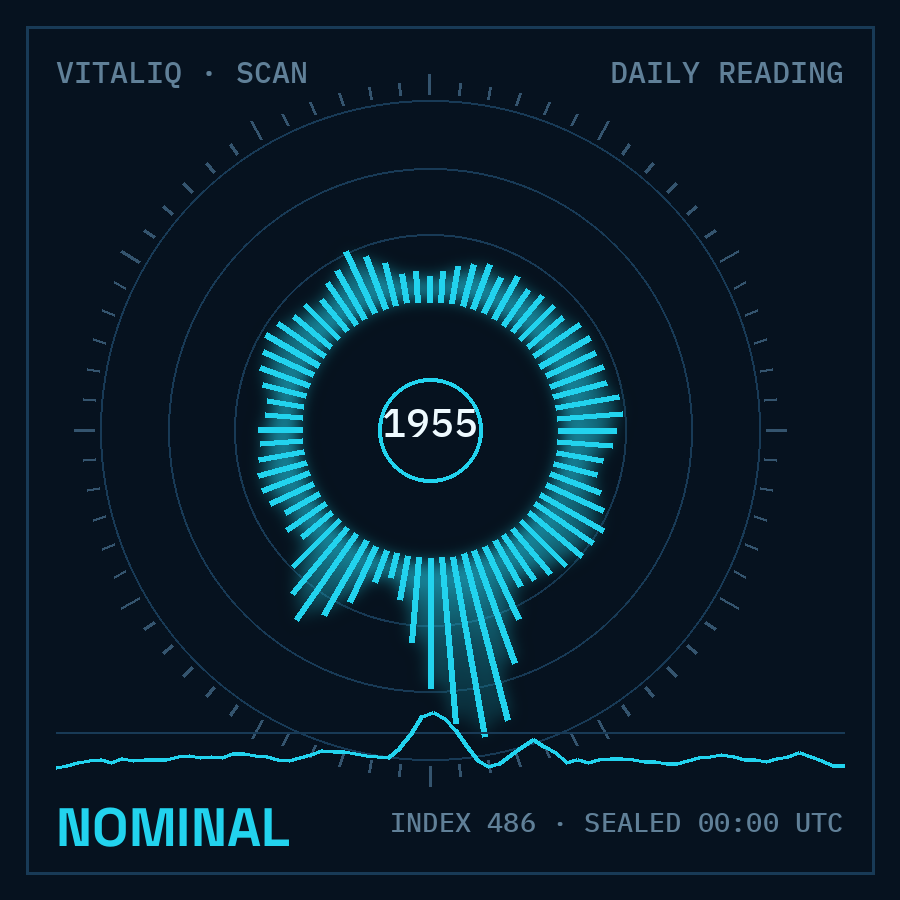 VITALIQ · SCAN
DAILY READING
1955
NOMINAL
INDEX 486 · SEALED 00:00 UTC